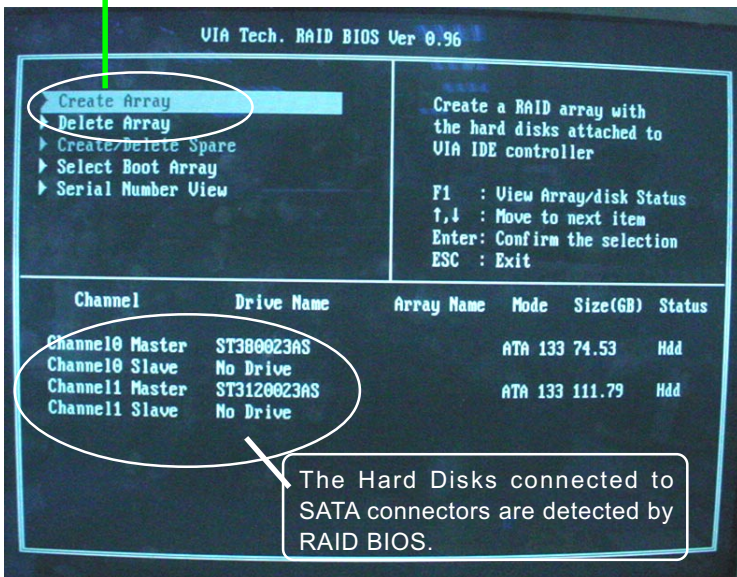 VIA Tech. RAID BIOS Ver 0.96
Create Array
Delete Array
Create/Delete Spare
Select Boot Array
Serial Number View
Create a RAID array with
the hard disks attached to
VIA IDE controller
F1 : View Array/disk Status
↑,↓ : Move to next item
Enter: Confirm the selection
ESC : Exit
Channel Drive Name Array Name Mode Size(GB) Status
Channel0 Master ST380023AS ATA 133 74.53 Hdd
Channel0 Slave No Drive
Channel1 Master ST3120023AS ATA 133 111.79 Hdd
Channel1 Slave No Drive
The Hard Disks connected to
SATA connectors are detected by
RAID BIOS.